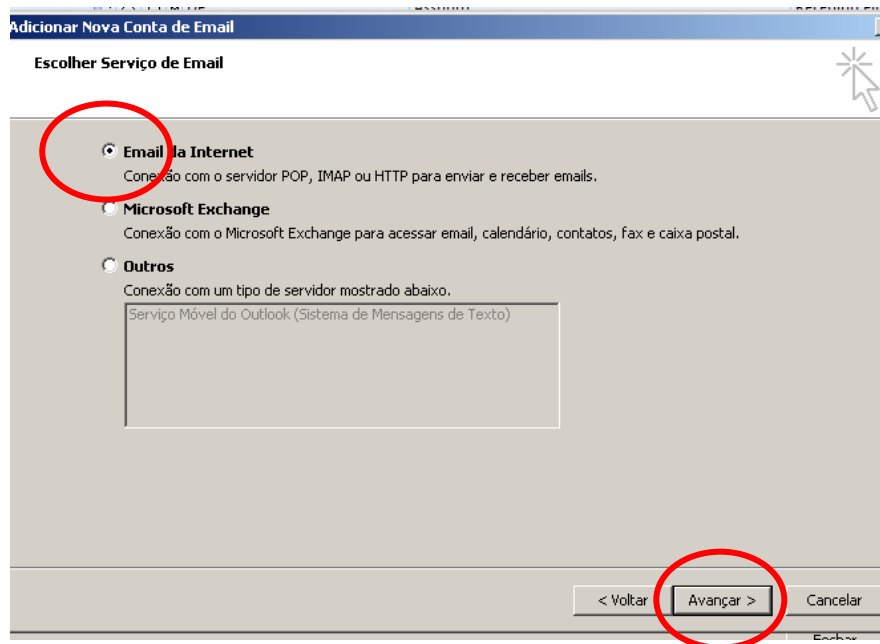 Adicionar Nova Conta de Email
Escolher Serviço de Email
Email da Internet
Conexão com o servidor POP, IMAP ou HTTP para enviar e receber emails.
Microsoft Exchange
Conexão com o Microsoft Exchange para acessar email, calendário, contatos, fax e caixa postal.
Outros
Conexão com um tipo de servidor mostrado abaixo.
Serviço Móvel do Outlook (Sistema de Mensagens de Texto)
< Voltar Avançar > Cancelar
Fechar